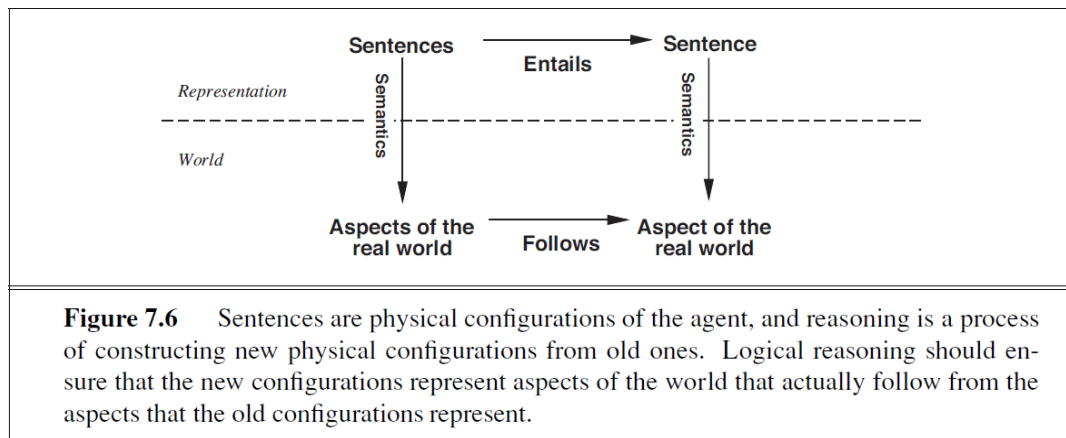 Sentences Sentence
Entails
Semantics Semantics
Representation
World
Aspects of the Aspect of the
real world real world
Follows
Figure 7.6 Sentences are physical configurations of the agent, and reasoning is a process
of constructing new physical configurations from old ones. Logical reasoning should en-
sure that the new configurations represent aspects of the world that actually follow from the
aspects that the old configurations represent.